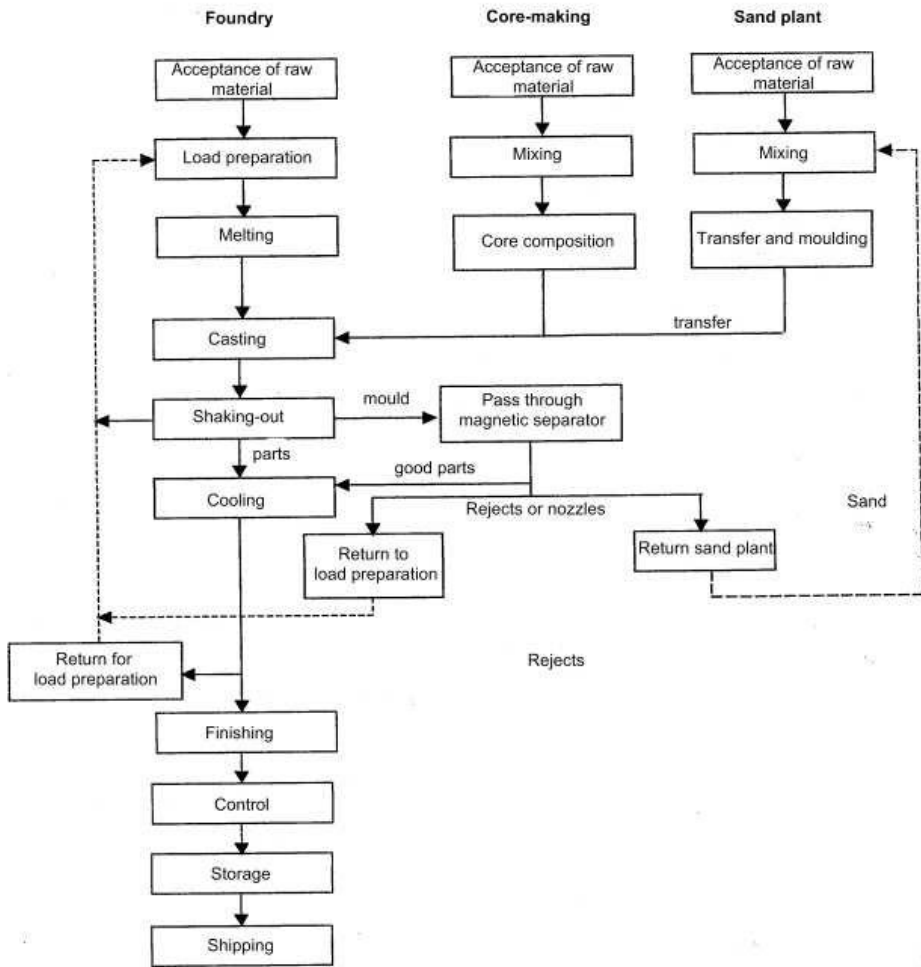 Foundry
Core-making
Sand plant
Acceptance of raw
material
Acceptance of raw
material
Acceptance of raw
material
Load preparation
Mixing
Mixing
Melting
Core composition
Transfer and moulding
Casting
transfer
Shaking-out
mould
Pass through
magnetic separator
parts
good parts
Cooling
Rejects or nozzles
Sand
Return to
load preparation
Return sand plant
Return for
load preparation
Rejects
Finishing
Control
Storage
Shipping